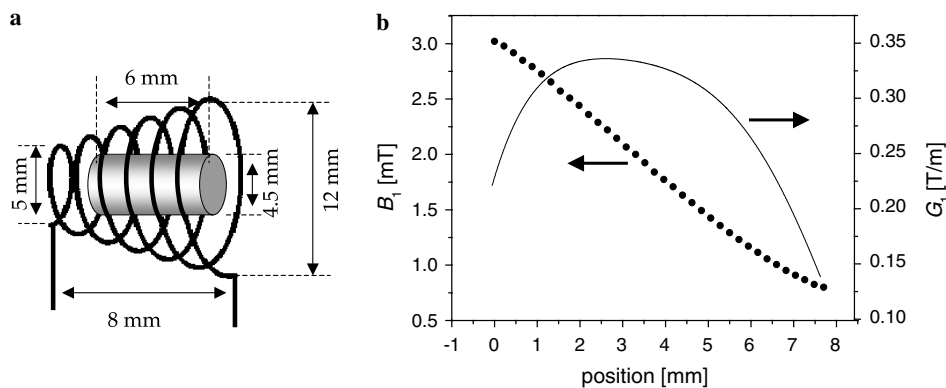 a
6 mm
5 mm
4.5 mm
12 mm
8 mm
b
B₁ [mT]
3.0
2.5
2.0
1.5
1.0
0.5
-1 0 1 2 3 4 5 6 7 8
position [mm]
0.35
0.30
0.25
0.20
0.15
0.10
G₁ [T/m]